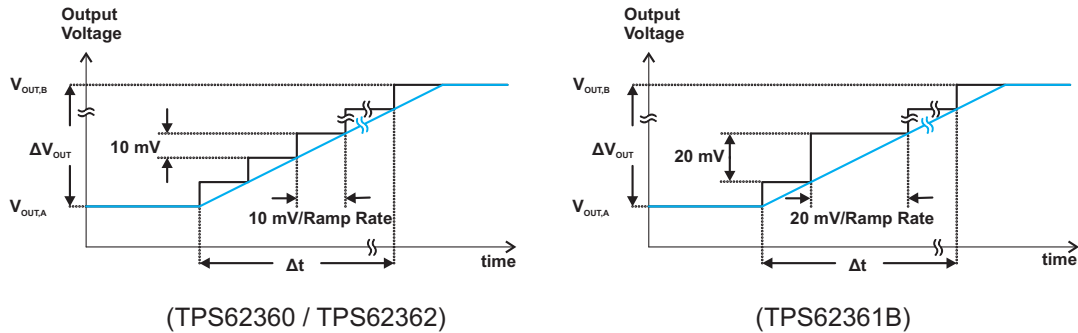 Output
Voltage
V_OUT,B
ΔV_OUT
V_OUT,A
10 mV
10 mV/Ramp Rate
Δt
time
(TPS62360 / TPS62362)
Output
Voltage
V_OUT,B
ΔV_OUT
V_OUT,A
20 mV
20 mV/Ramp Rate
Δt
time
(TPS62361B)